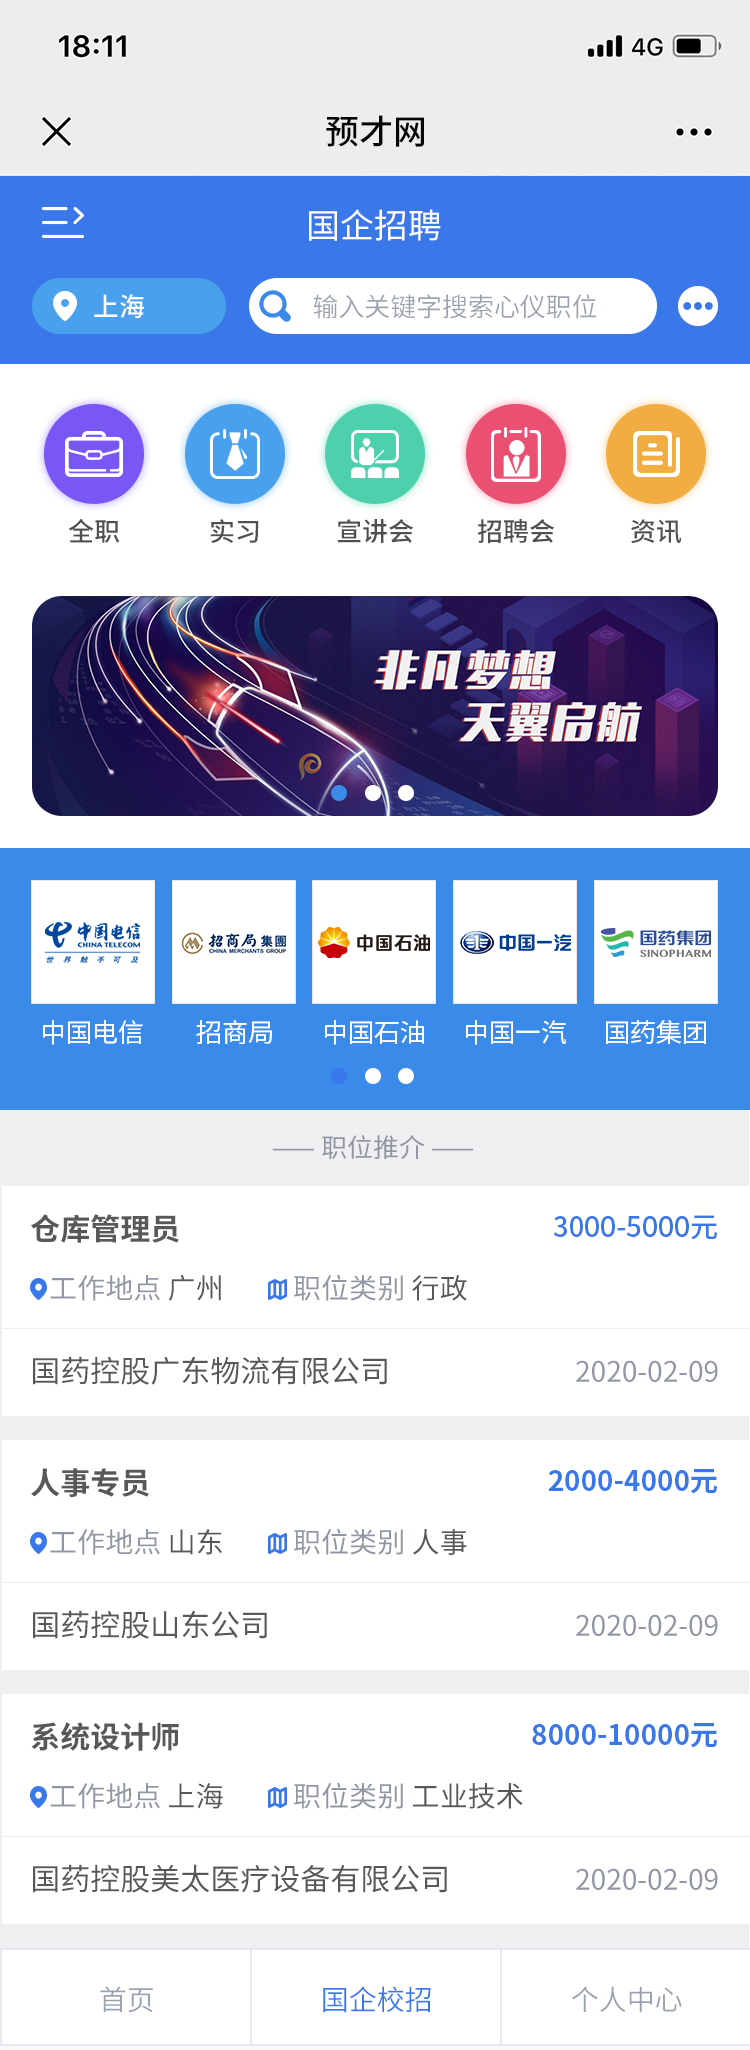 18:11
4G
预才网
国企招聘
上海
输入关键字搜索心仪职位
全职
实习
宣讲会
招聘会
资讯
非凡梦想
天翼启航
中国电信
CHINA TELECOM
世界触手可及
招商局集團
CHINA MERCHANTS GROUP
中国石油
中国一汽
国药集团
SINOPHARM
中国电信
招商局
中国石油
中国一汽
国药集团
职位推介
仓库管理员 3000-5000元
工作地点 广州 职位类别 行政
国药控股广东物流有限公司 2020-02-09
人事专员 2000-4000元
工作地点 山东 职位类别 人事
国药控股山东公司 2020-02-09
系统设计师 8000-10000元
工作地点 上海 职位类别 工业技术
国药控股美太医疗设备有限公司 2020-02-09
首页
国企校招
个人中心